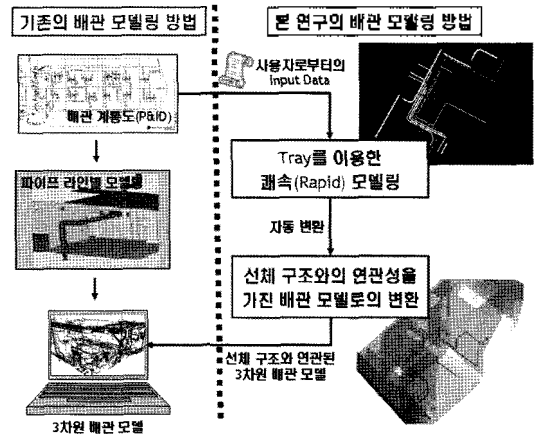 기존의 배관 모델링 방법
본 연구의 배관 모델링 방법
배관 계통도(P&ID)
파이프 라인별 모델링
3차원 배관 모델
사용자로부터의
Input Data
Tray를 이용한
쾌속(Rapid) 모델링
자동 변환
선체 구조와의 연관성을
가진 배관 모델로의 변환
선체 구조와 연관된
3차원 배관 모델